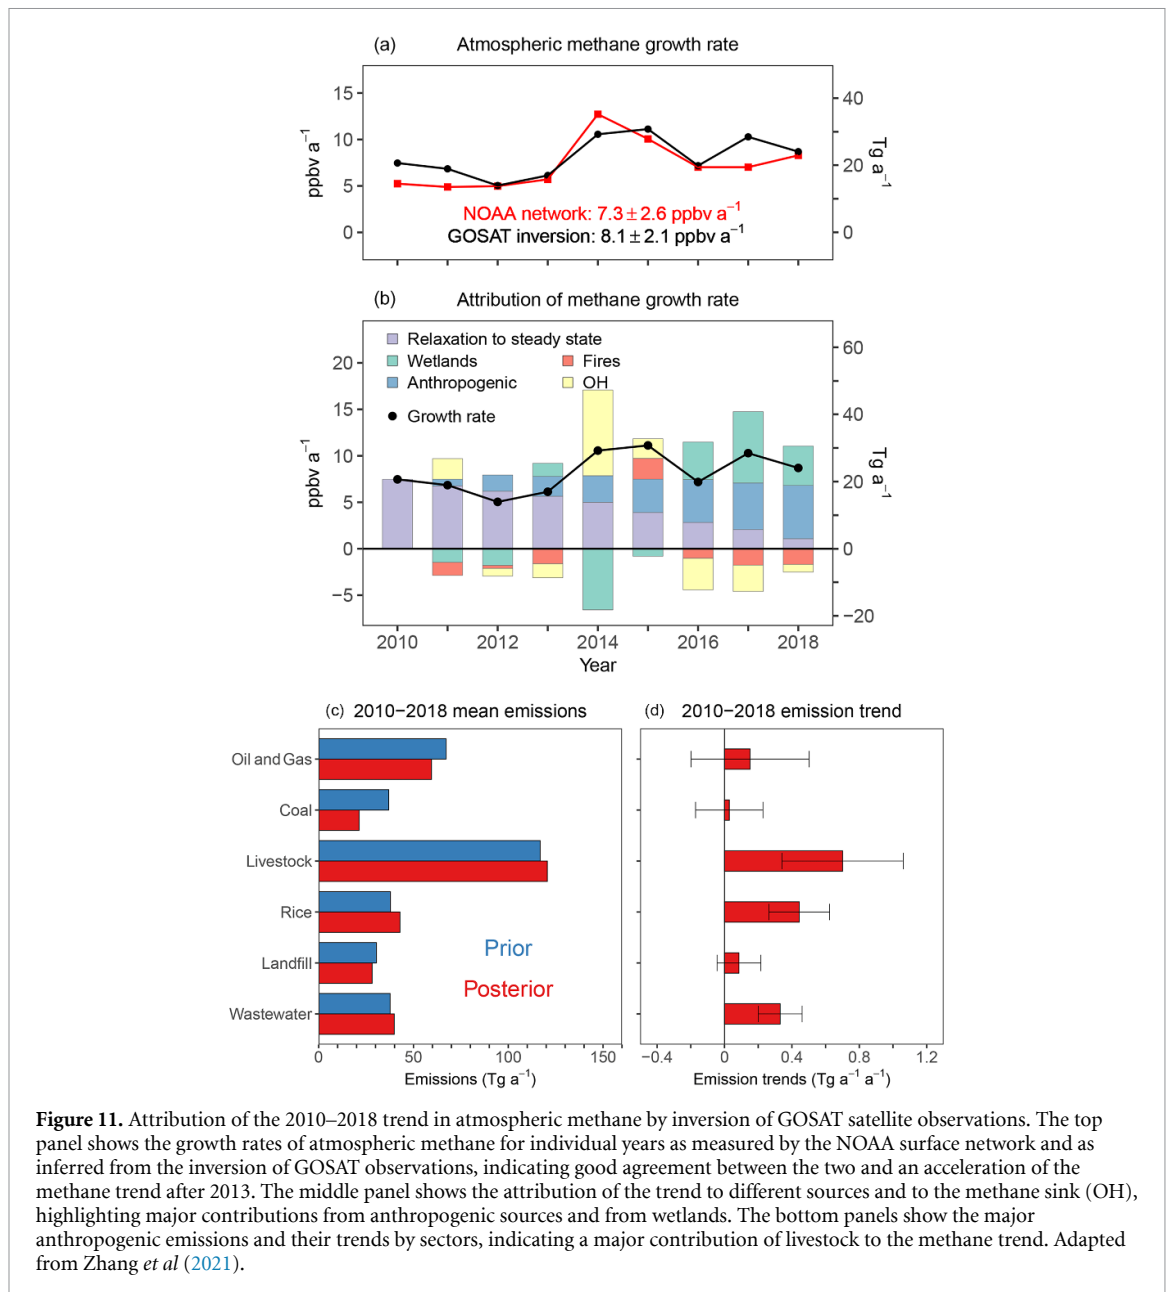 (a) Atmospheric methane growth rate
15
10
5
0
ppbv a⁻¹
40
20
0
Tg a⁻¹
NOAA network: 7.3±2.6 ppbv a⁻¹
GOSAT inversion: 8.1±2.1 ppbv a⁻¹
(b) Attribution of methane growth rate
Relaxation to steady state
Wetlands
Fires
Anthropogenic
OH
Growth rate
20
15
10
5
0
−5
ppbv a⁻¹
60
40
20
0
−20
Tg a⁻¹
2010 2012 2014 2016 2018
Year
(c) 2010−2018 mean emissions
Oil and Gas
Coal
Livestock
Rice
Landfill
Wastewater
Prior
Posterior
0 50 100 150
Emissions (Tg a⁻¹)
(d) 2010−2018 emission trend
−0.4 0 0.4 0.8 1.2
Emission trends (Tg a⁻¹ a⁻¹)
Figure 11. Attribution of the 2010–2018 trend in atmospheric methane by inversion of GOSAT satellite observations. The top
panel shows the growth rates of atmospheric methane for individual years as measured by the NOAA surface network and as
inferred from the inversion of GOSAT observations, indicating good agreement between the two and an acceleration of the
methane trend after 2013. The middle panel shows the attribution of the trend to different sources and to the methane sink (OH),
highlighting major contributions from anthropogenic sources and from wetlands. The bottom panels show the major
anthropogenic emissions and their trends by sectors, indicating a major contribution of livestock to the methane trend. Adapted
from Zhang et al (2021).